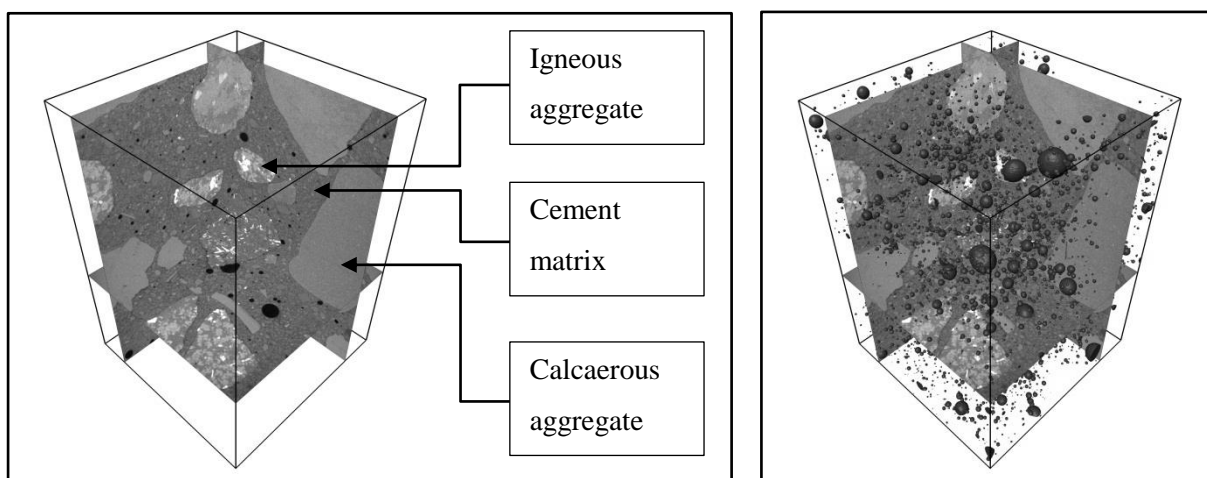 Igneous
aggregate
Cement
matrix
Calcaerous
aggregate